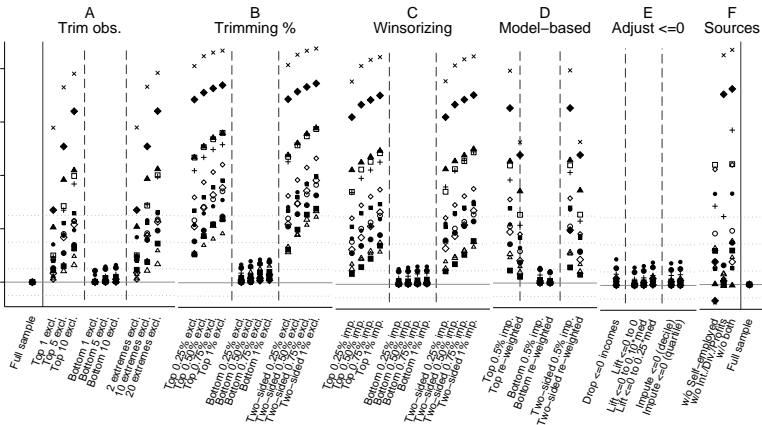 A
Trim obs.
B
Trimming %
C
Winsorizing
D
Model−based
E
Adjust <=0
F
Sources
Full sample
Top 1 excl.
Top 5 excl.
Top 10 excl.
Bottom 1 excl.
Bottom 5 excl.
Bottom 10 excl.
2 extremes excl.
10 extremes excl.
20 extremes excl.
Top 0.25% excl.
Top 0.50% excl.
Top 0.75% excl.
Top 1% excl.
Bottom 0.25% excl.
Bottom 0.50% excl.
Bottom 0.75% excl.
Bottom 1% excl.
Two−sided 0.25% excl.
Two−sided 0.50% excl.
Two−sided 0.75% excl.
Two−sided 1% excl.
Top 0.25% imp.
Top 0.50% imp.
Top 0.75% imp.
Top 1% imp.
Bottom 0.25% imp.
Bottom 0.50% imp.
Bottom 0.75% imp.
Bottom 1% imp.
Two−sided 0.25% imp.
Two−sided 0.50% imp.
Two−sided 0.75% imp.
Two−sided 1% imp.
Top 0.5% imp.
Top re−weighted
Bottom 0.5% imp.
Bottom re−weighted
Two−sided 0.5% imp.
Two−sided re−weighted
Drop <=0 incomes
Lift <=0 to 0
Lift <=0 to 0.10 med
Lift <=0 to 0.25 med
Impute <=0 (decile)
Impute <=0 (quartile)
w/o Self−employed
w/o Int./Div./Profits
w/o both
Full sample